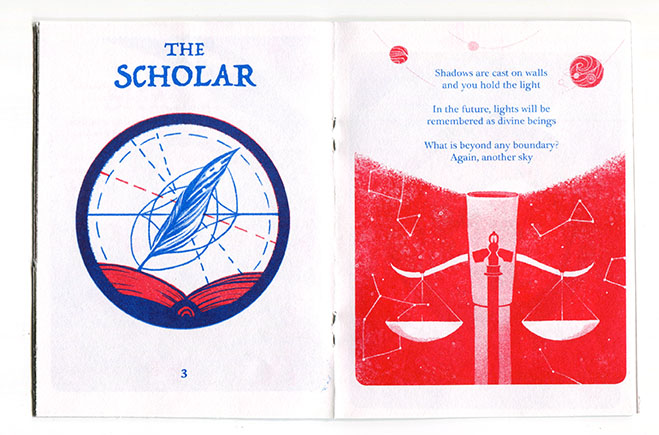 THE
SCHOLAR
3
Shadows are cast on walls
and you hold the light
In the future, lights will be
remembered as divine beings
What is beyond any boundary?
Again, another sky